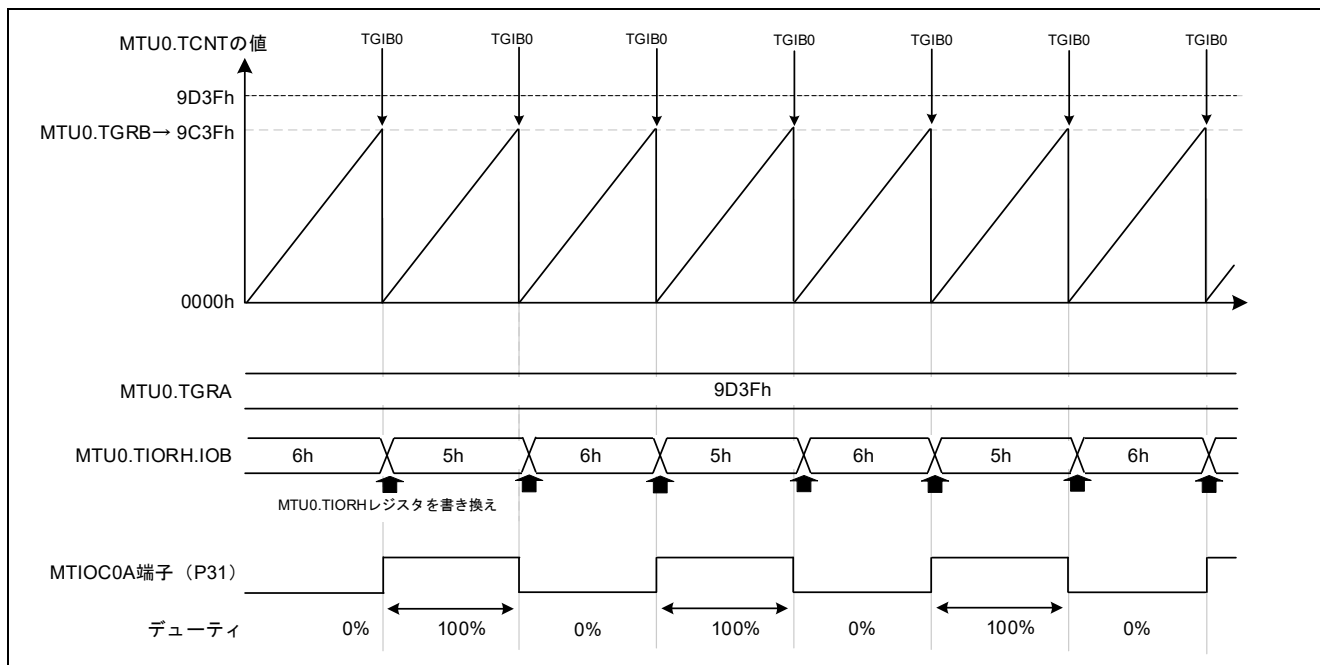 MTU0.TCNTの値
TGIB0 TGIB0 TGIB0 TGIB0 TGIB0 TGIB0 TGIB0
9D3Fh
MTU0.TGRB→ 9C3Fh
0000h
MTU0.TGRA 9D3Fh
MTU0.TIORH.IOB 6h 5h 6h 5h 6h 5h 6h
MTU0.TIORHレジスタを書き換え
MTIOC0A端子（P31）
デューティ 0% 100% 0% 100% 0% 100% 0%